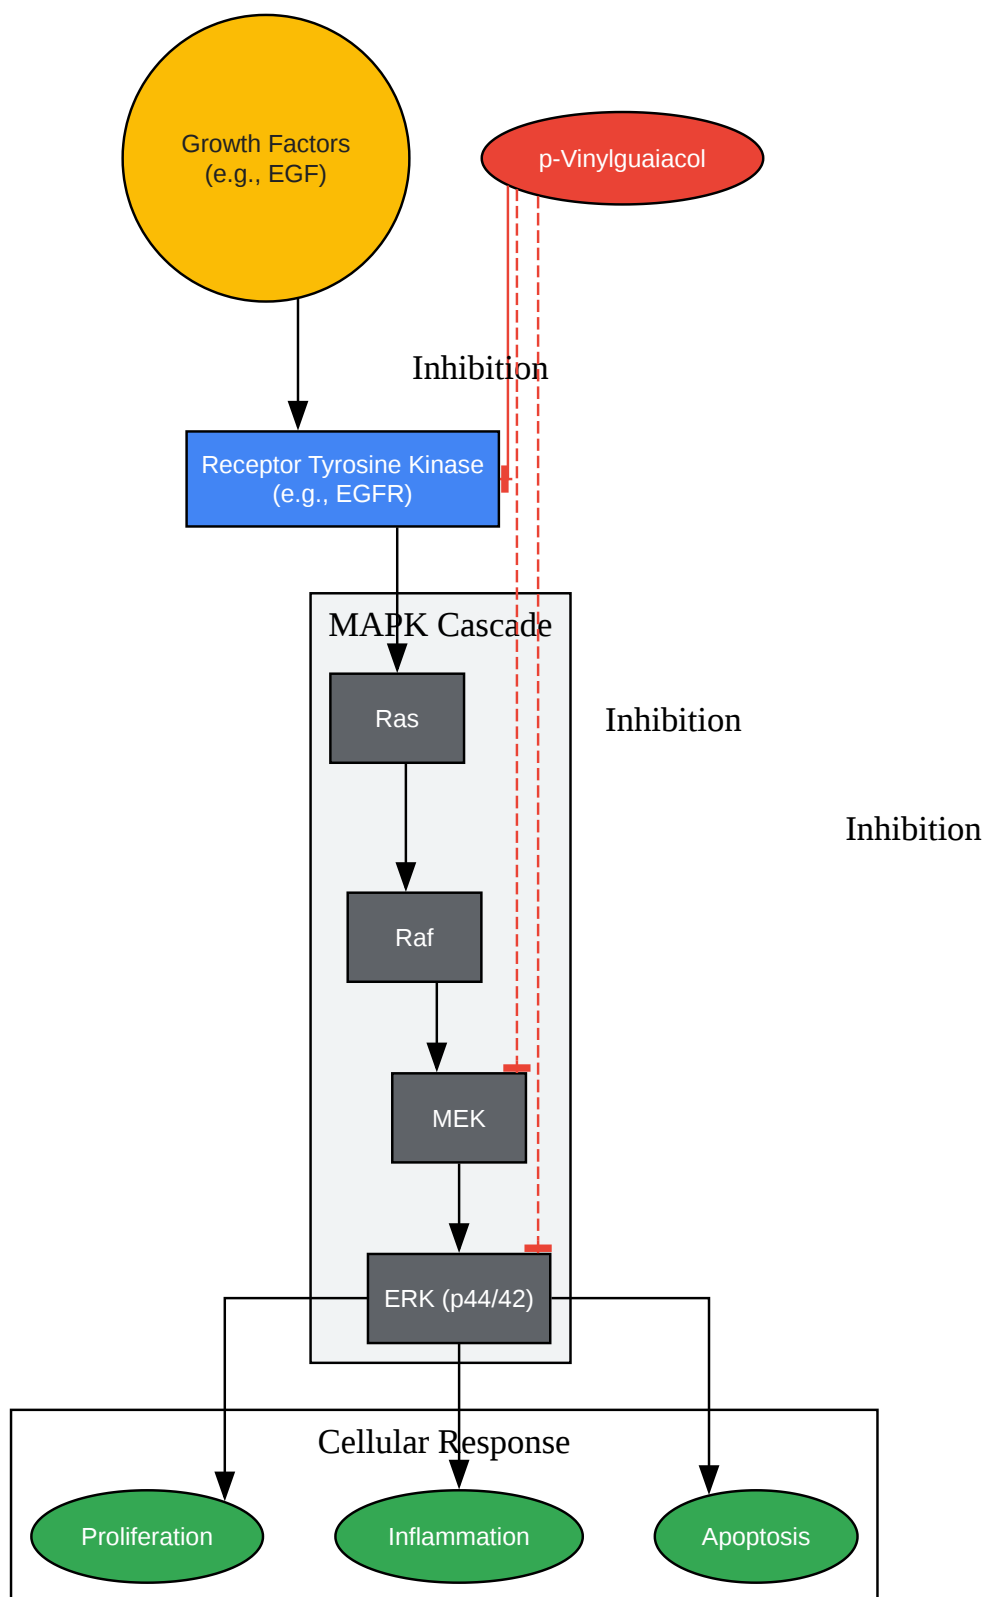 Growth Factors
(e.g., EGF)
p-Vinylguaiacol
Inhibition
Receptor Tyrosine Kinase
(e.g., EGFR)
MAPK Cascade
Ras
Inhibition
Inhibition
Raf
MEK
ERK (p44/42)
Cellular Response
Proliferation
Inflammation
Apoptosis